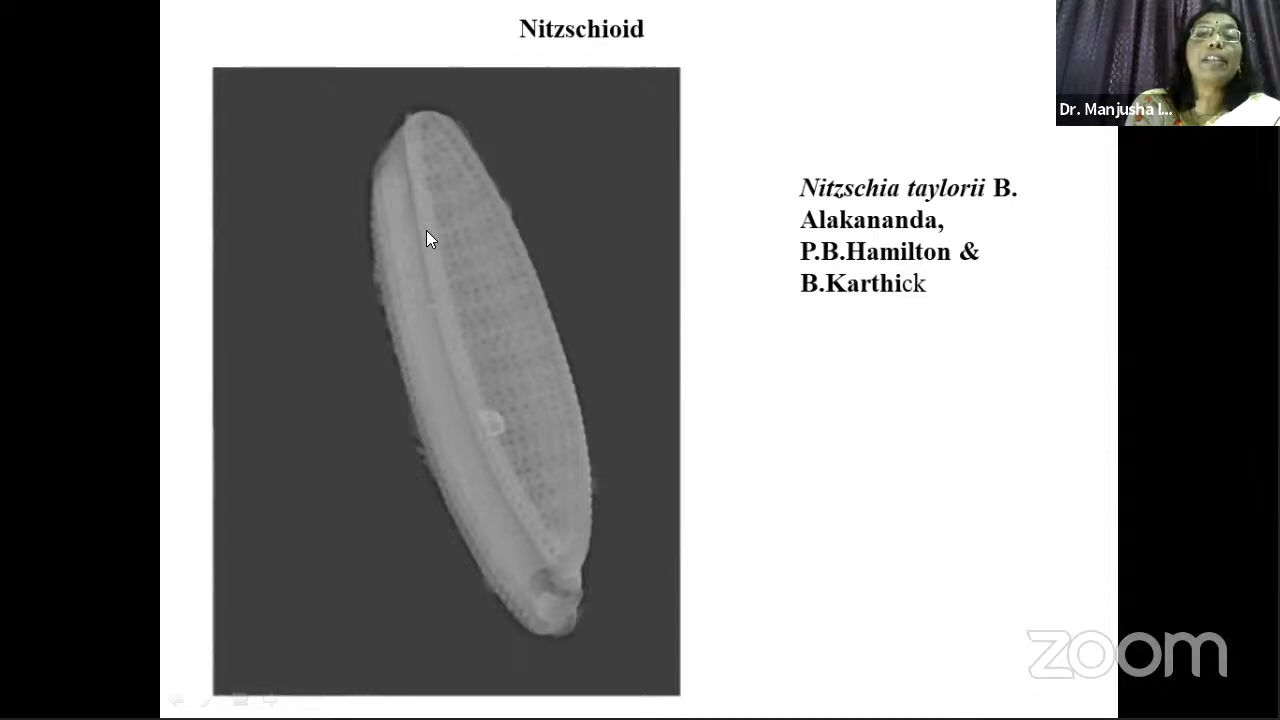 Nitzschioid
Dr. Manjusha l...
Nitzschia taylorii B.
Alakananda,
P.B.Hamilton &
B.Karthick
zoom